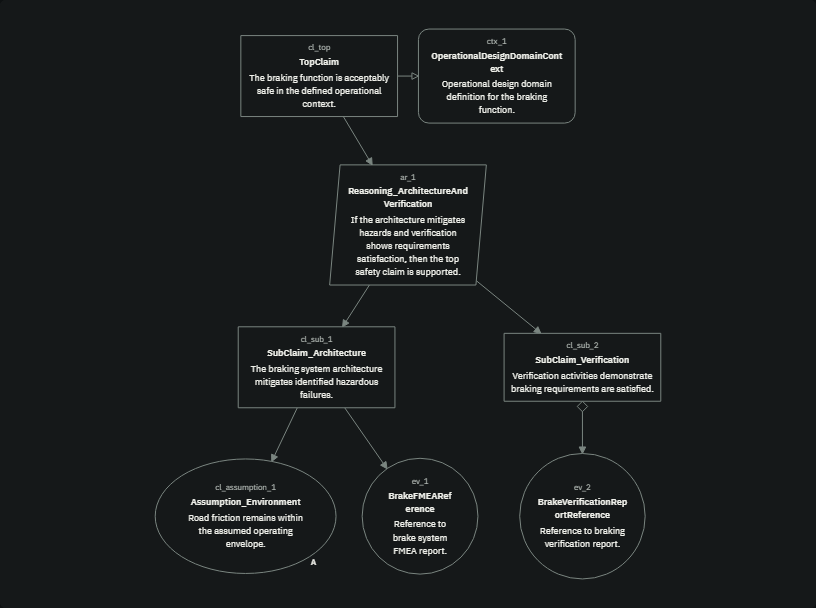 cl_top
TopClaim
The braking function is acceptably
safe in the defined operational
context.
ctx_1
OperationalDesignDomainCont
ext
Operational design domain
definition for the braking
function.
ar_1
Reasoning_ArchitectureAnd
Verification
If the architecture mitigates
hazards and verification
shows requirements
satisfaction, then the top
safety claim is supported.
cl_sub_1
SubClaim_Architecture
The braking system architecture
mitigates identified hazardous
failures.
cl_sub_2
SubClaim_Verification
Verification activities demonstrate
braking requirements are satisfied.
cl_assumption_1
Assumption_Environment
Road friction remains within
the assumed operating
envelope.
A
ev_1
BrakeFMEARef
erence
Reference to
brake system
FMEA report.
ev_2
BrakeVerificationRep
ortReference
Reference to braking
verification report.